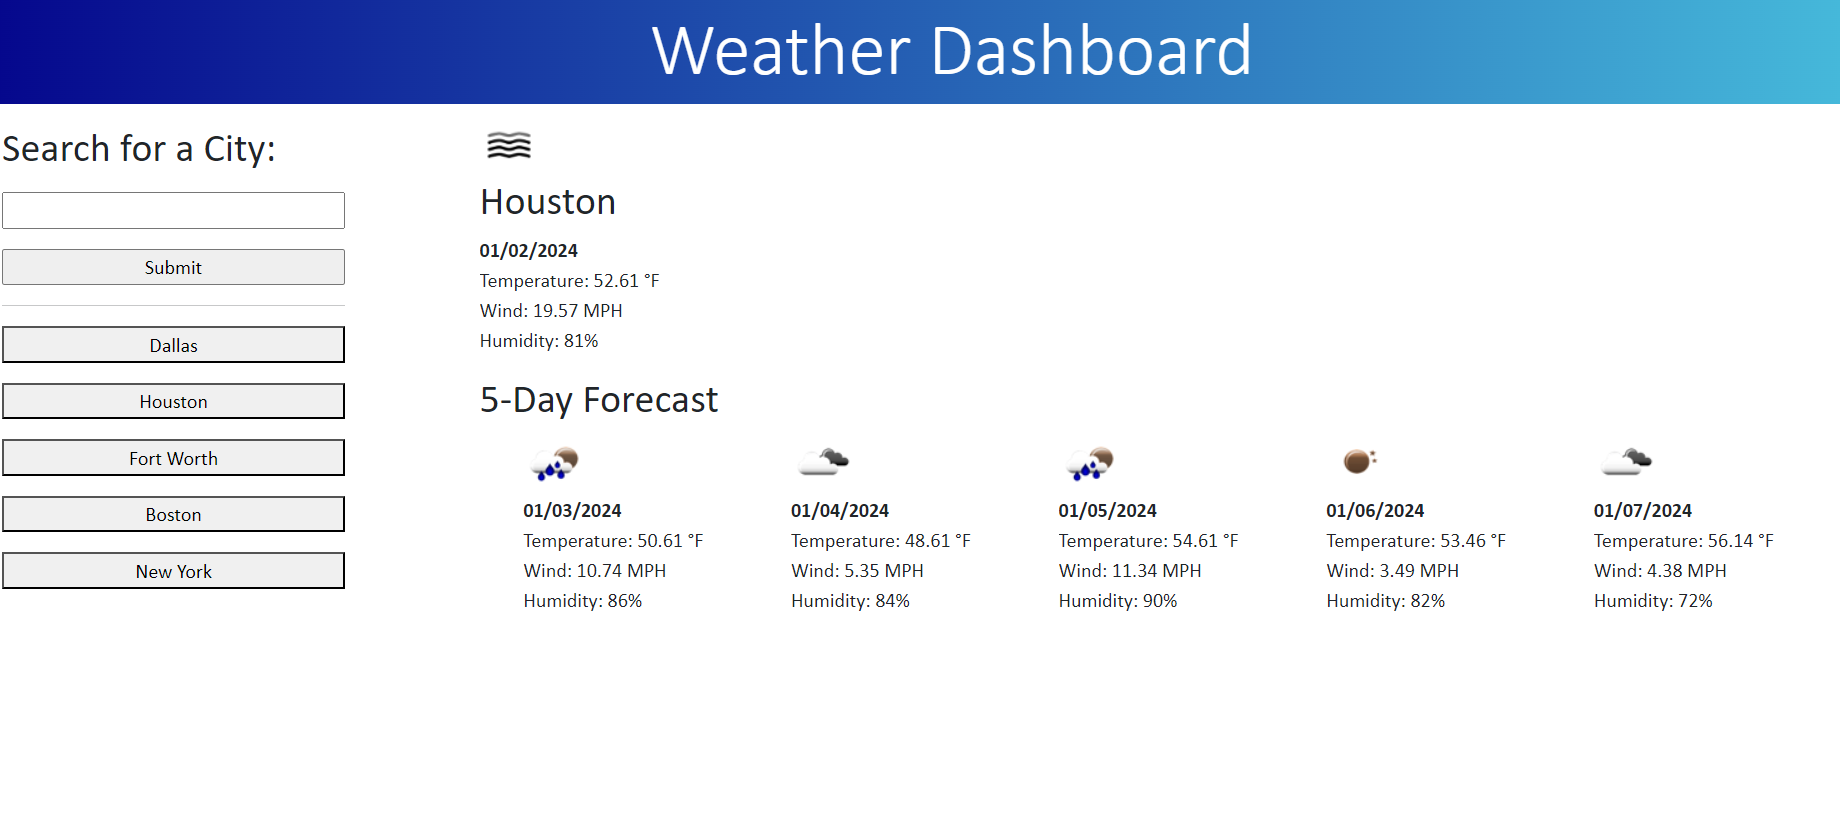 Weather Dashboard
Search for a City:
Submit
Dallas
Houston
Fort Worth
Boston
New York
Houston
01/02/2024
Temperature: 52.61 °F
Wind: 19.57 MPH
Humidity: 81%
5-Day Forecast
01/03/2024
Temperature: 50.61 °F
Wind: 10.74 MPH
Humidity: 86%
01/04/2024
Temperature: 48.61 °F
Wind: 5.35 MPH
Humidity: 84%
01/05/2024
Temperature: 54.61 °F
Wind: 11.34 MPH
Humidity: 90%
01/06/2024
Temperature: 53.46 °F
Wind: 3.49 MPH
Humidity: 82%
01/07/2024
Temperature: 56.14 °F
Wind: 4.38 MPH
Humidity: 72%